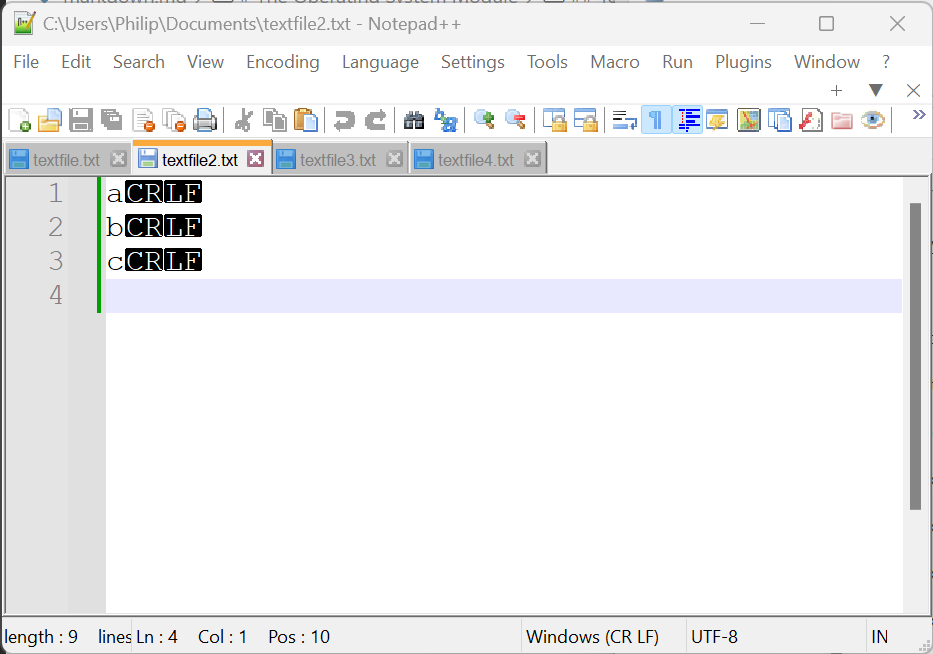 C:\Users\Philip\Documents\textfile2.txt - Notepad++
File Edit Search View Encoding Language Settings Tools Macro Run Plugins Window ?
textfile.txt textfile2.txt textfile3.txt textfile4.txt
1 aCRLF
2 bCRLF
3 cCRLF
4
length : 9 lines Ln : 4 Col : 1 Pos : 10 Windows (CR LF) UTF-8 IN